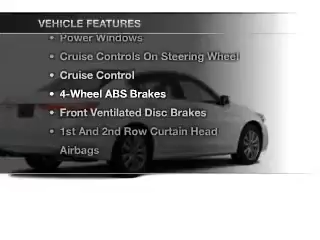 VEHICLE FEATURES
• Power Windows
• Cruise Controls On Steering Wheel
• Cruise Control
• 4-Wheel ABS Brakes
• Front Ventilated Disc Brakes
• 1st And 2nd Row Curtain Head
Airbags